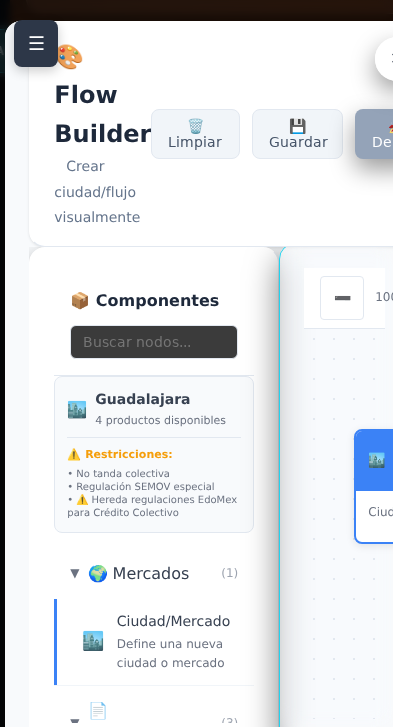 ☰
🎨
Flow
Builder
Crear
ciudad/flujo
visualmente
🗑️
Limpiar
💾
Guardar
De
📦 Componentes
Buscar nodos...
➖
100
🏙️ Guadalajara
4 productos disponibles
⚠️ Restricciones:
• No tanda colectiva
• Regulación SEMOV especial
• ⚠️ Hereda regulaciones EdoMex
para Crédito Colectivo
Ciud
▼ 🌍 Mercados (1)
🏙️ Ciudad/Mercado
Define una nueva
ciudad o mercado
▼ 📄 (3)